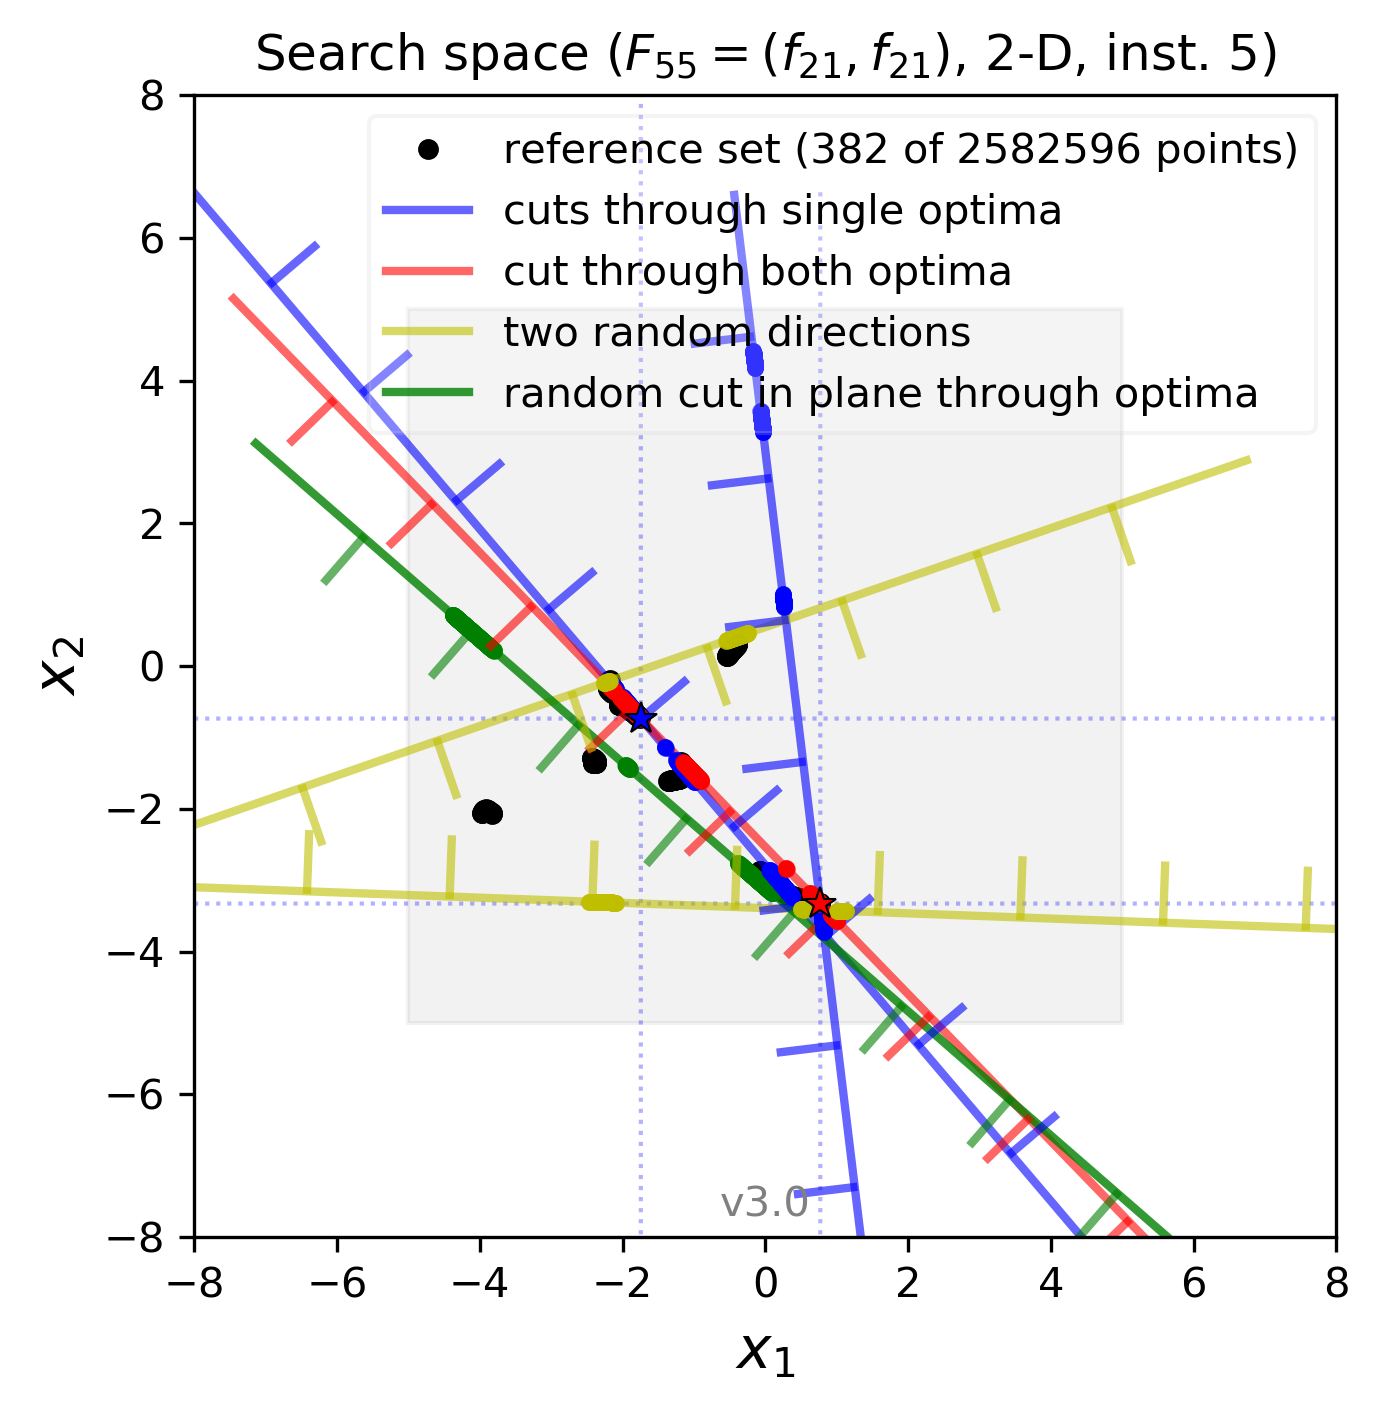 Search space (F₅₅ = (f₂₁, f₂₁), 2-D, inst. 5)
8
6
4
2
0
−2
−4
−6
−8
x₂
reference set (382 of 2582596 points)
cuts through single optima
cut through both optima
two random directions
random cut in plane through optima
v3.0
−8 −6 −4 −2 0 2 4 6 8
x₁